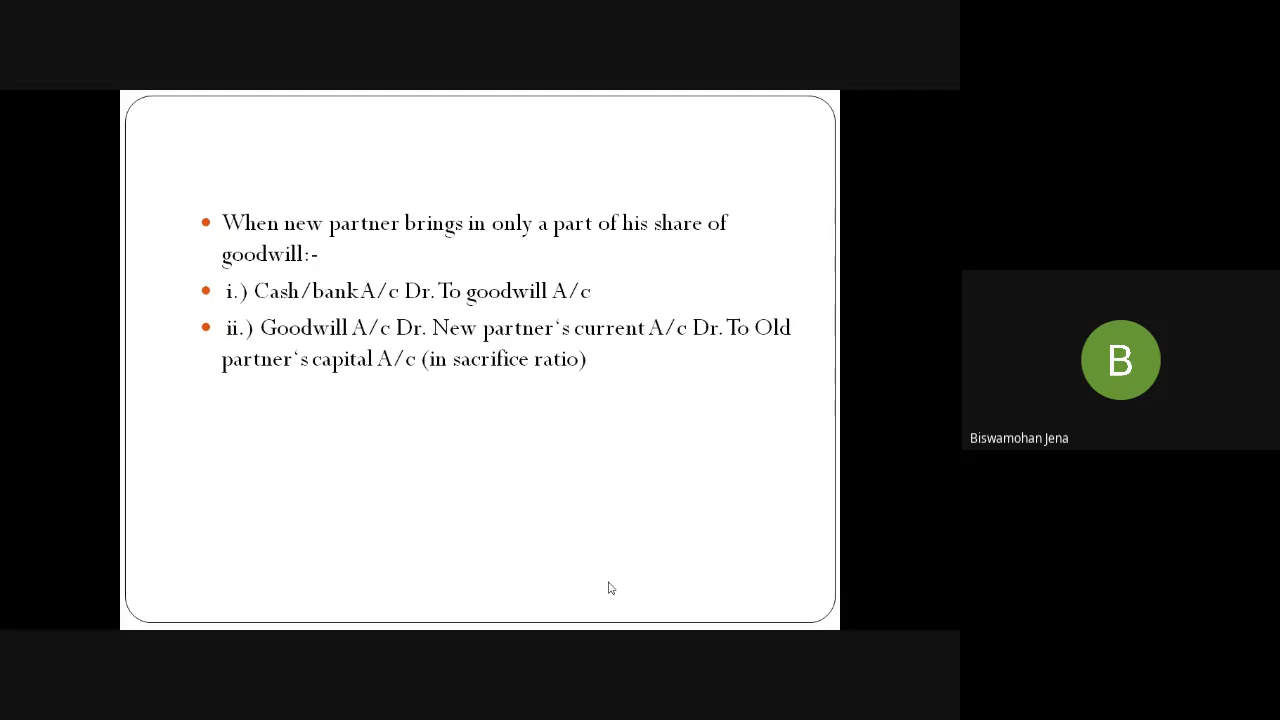 When new partner brings in only a part of his share of
goodwill:-
i.) Cash/bank A/c Dr. To goodwill A/c
ii.) Goodwill A/c Dr. New partner‘s current A/c Dr. To Old
partner‘s capital A/c (in sacrifice ratio)
B
Biswamohan Jena